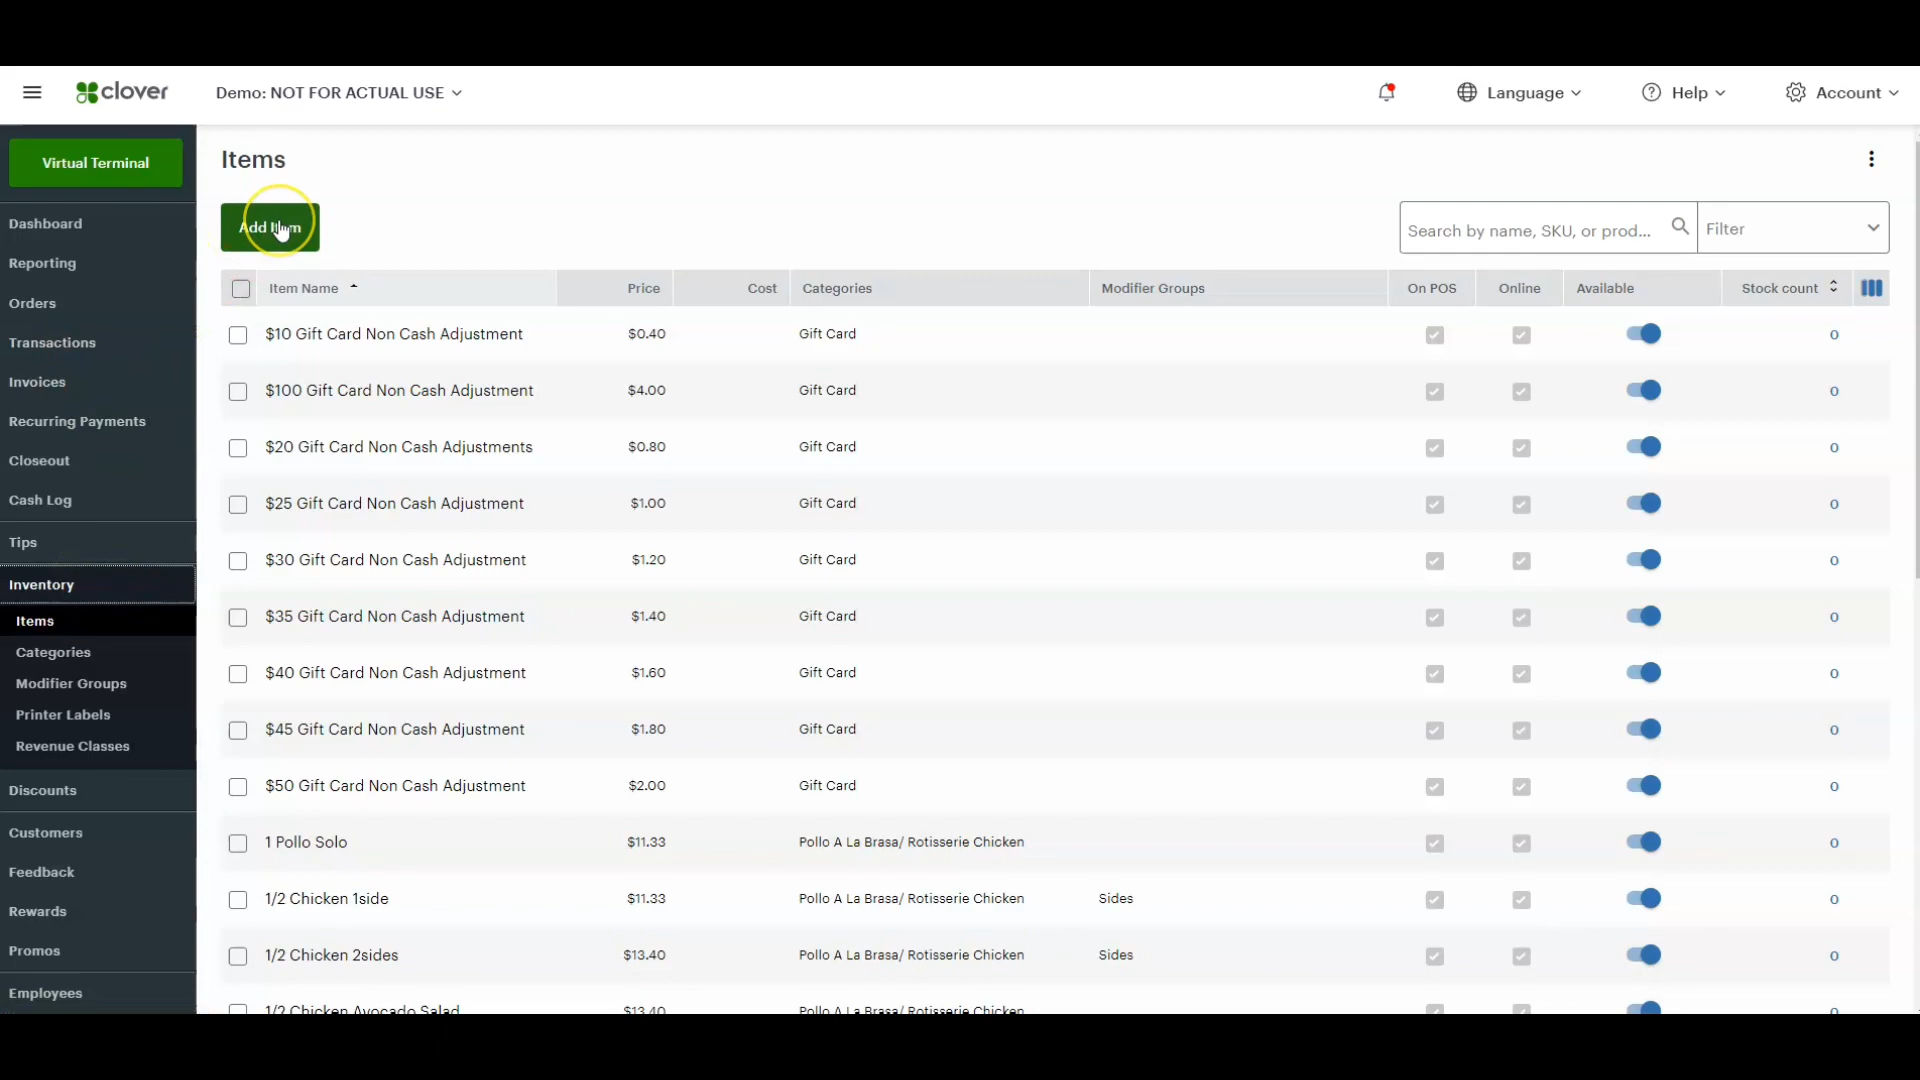 clover
Demo: NOT FOR ACTUAL USE
Language
Help
Account
Virtual Terminal
Dashboard
Reporting
Orders
Transactions
Invoices
Recurring Payments
Closeout
Cash Log
Tips
Inventory
Items
Categories
Modifier Groups
Printer Labels
Revenue Classes
Discounts
Customers
Feedback
Rewards
Promos
Employees
Items
Add Item
Search by name, SKU, or prod...
Filter
Item Name Price Cost Categories Modifier Groups On POS Online Available Stock count
$10 Gift Card Non Cash Adjustment $0.40 Gift Card 0
$100 Gift Card Non Cash Adjustment $4.00 Gift Card 0
$20 Gift Card Non Cash Adjustments $0.80 Gift Card 0
$25 Gift Card Non Cash Adjustment $1.00 Gift Card 0
$30 Gift Card Non Cash Adjustment $1.20 Gift Card 0
$35 Gift Card Non Cash Adjustment $1.40 Gift Card 0
$40 Gift Card Non Cash Adjustment $1.60 Gift Card 0
$45 Gift Card Non Cash Adjustment $1.80 Gift Card 0
$50 Gift Card Non Cash Adjustment $2.00 Gift Card 0
1 Pollo Solo $11.33 Pollo A La Brasa/ Rotisserie Chicken 0
1/2 Chicken 1side $11.33 Pollo A La Brasa/ Rotisserie Chicken Sides 0
1/2 Chicken 2sides $13.40 Pollo A La Brasa/ Rotisserie Chicken Sides 0
1/2 Chicken Avocado Salad $13.40 Pollo A La Brasa/ Rotisserie Chicken 0